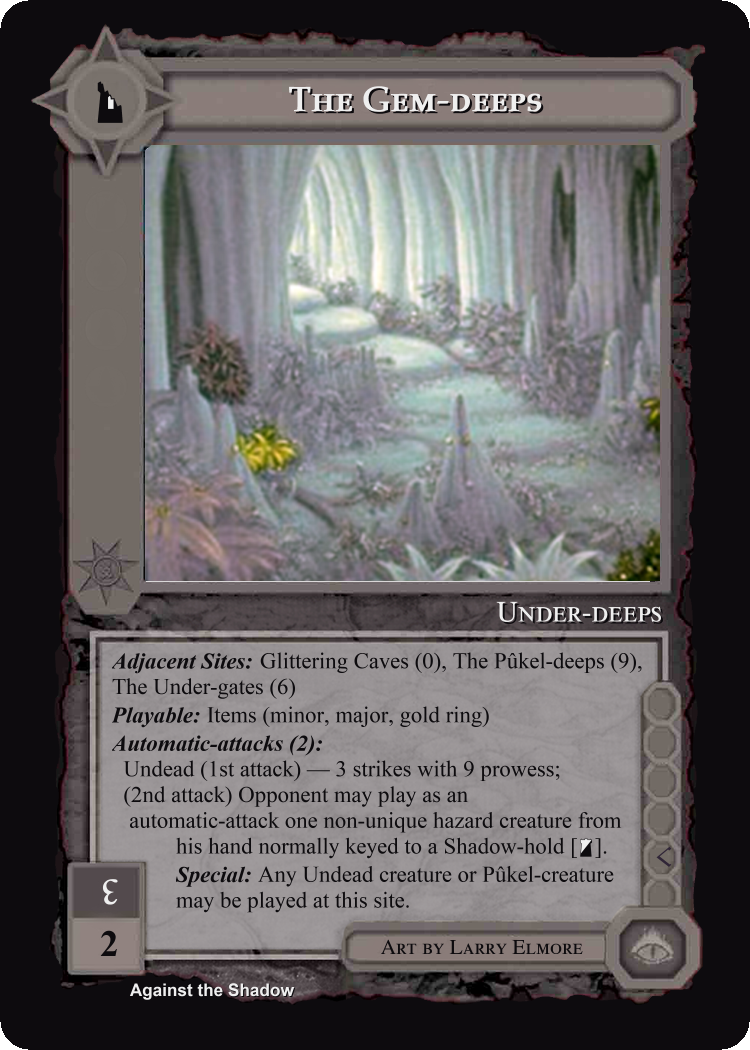 The Gem-deeps
Under-deeps
Adjacent Sites: Glittering Caves (0), The Pûkel-deeps (9),
The Under-gates (6)
Playable: Items (minor, major, gold ring)
Automatic-attacks (2):
Undead (1st attack) — 3 strikes with 9 prowess;
(2nd attack) Opponent may play as an
automatic-attack one non-unique hazard creature from
his hand normally keyed to a Shadow-hold [ ].
Special: Any Undead creature or Pûkel-creature
may be played at this site.
3
2
Art by Larry Elmore
Against the Shadow